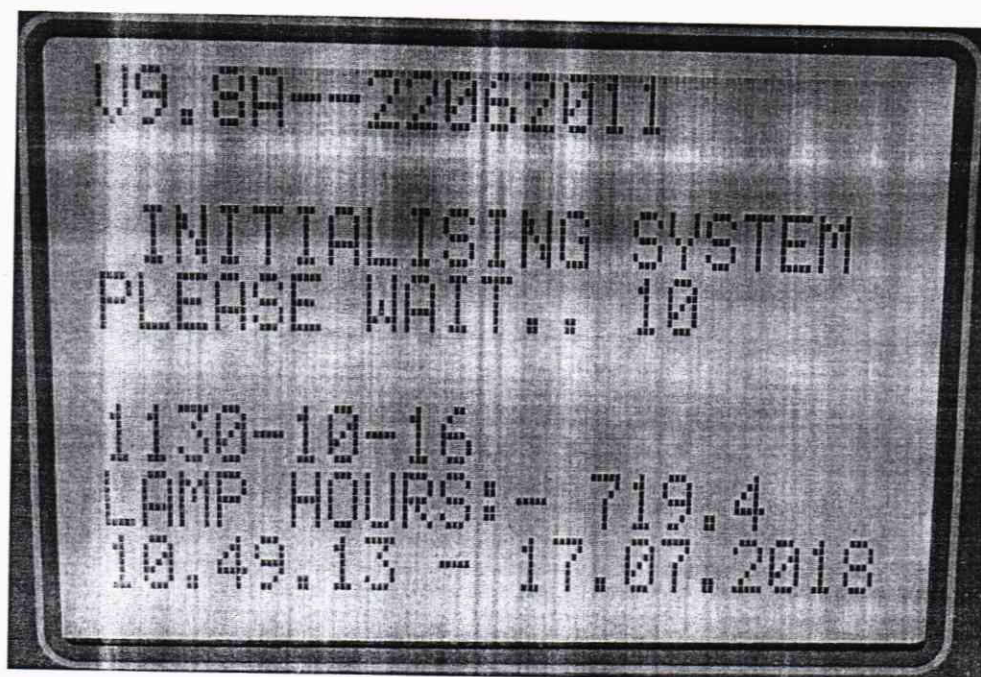 V9.8A--22062011
INITIALISING SYSTEM
PLEASE WAIT.. 10
1130-10-16
LAMP HOURS:- 719.4
10.49.13 - 17.07.2018